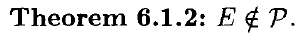 Theorem 6.1.2: E ∉ 𝒫.